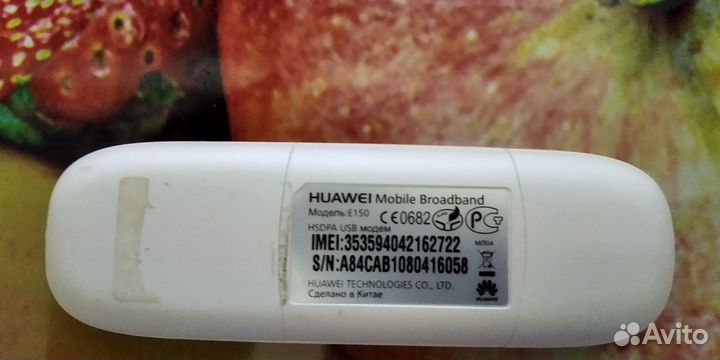 HUAWEI Mobile Broadband
Модель:E150 CE0682
HSDPA USB модем
IMEI:353594042162722 МЛ04
S/N:A84CAB1080416058
HUAWEI TECHNOLOGIES CO., LTD.
Сделано в Китае HUAWEI
Avito